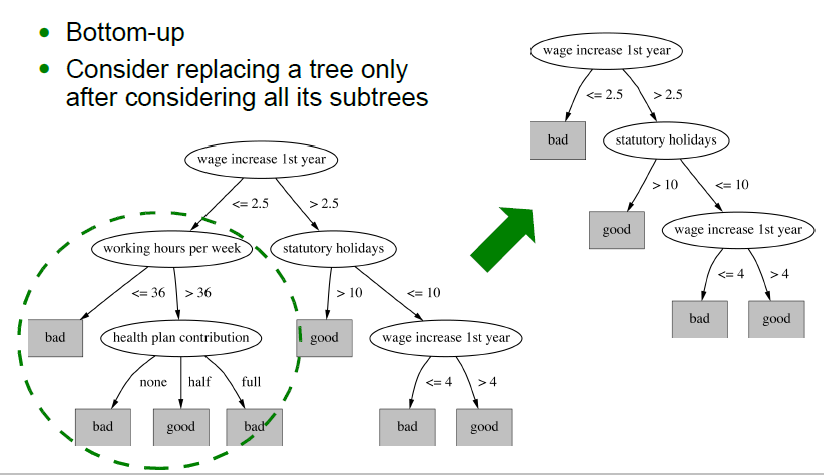 • Bottom-up
• Consider replacing a tree only
after considering all its subtrees
wage increase 1st year
<= 2.5 > 2.5
working hours per week statutory holidays
<= 36 > 36 > 10 <= 10
bad health plan contribution good wage increase 1st year
none half full <= 4 > 4
bad good bad bad good
wage increase 1st year
<= 2.5 > 2.5
bad statutory holidays
> 10 <= 10
good wage increase 1st year
<= 4 > 4
bad good